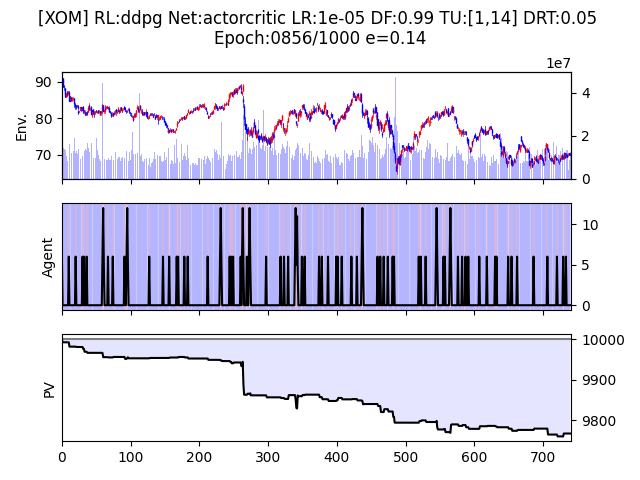 [XOM] RL:ddpg Net:actorcritic LR:1e-05 DF:0.99 TU:[1,14] DRT:0.05
Epoch:0856/1000 e=0.14
1e7
90
80
70
Env.
4
2
0
Agent
10
5
0
PV
10000
9900
9800
0 100 200 300 400 500 600 700